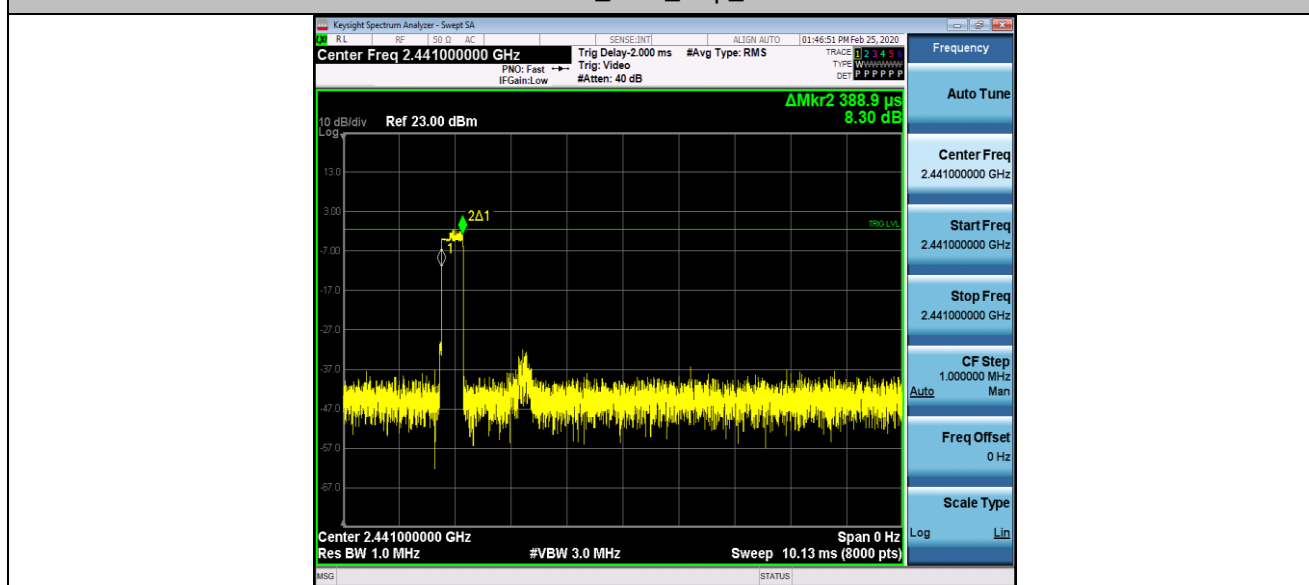 Keysight Spectrum Analyzer - Swept SA
RL RF 50 Ω AC SENSE:INT ALIGN AUTO 01:46:51 PM Feb 25, 2020
Center Freq 2.441000000 GHz
PNO: Fast
IFGain:Low
Trig Delay-2.000 ms
Trig: Video
#Atten: 40 dB
#Avg Type: RMS
TRACE 1 2 3 4 5 6
TYPE WWWWWW
DET P P P P P P
ΔMkr2 388.9 µs
8.30 dB
10 dB/div Ref 23.00 dBm
Log
13.0
3.00
-7.00
-17.0
-27.0
-37.0
-47.0
-57.0
-67.0
2Δ1
1
TRIG LVL
Center 2.441000000 GHz Span 0 Hz
Res BW 1.0 MHz #VBW 3.0 MHz Sweep 10.13 ms (8000 pts)
MSG STATUS
Frequency
Auto Tune
Center Freq
2.441000000 GHz
Start Freq
2.441000000 GHz
Stop Freq
2.441000000 GHz
CF Step
1.000000 MHz
Auto Man
Freq Offset
0 Hz
Scale Type
Log Lin